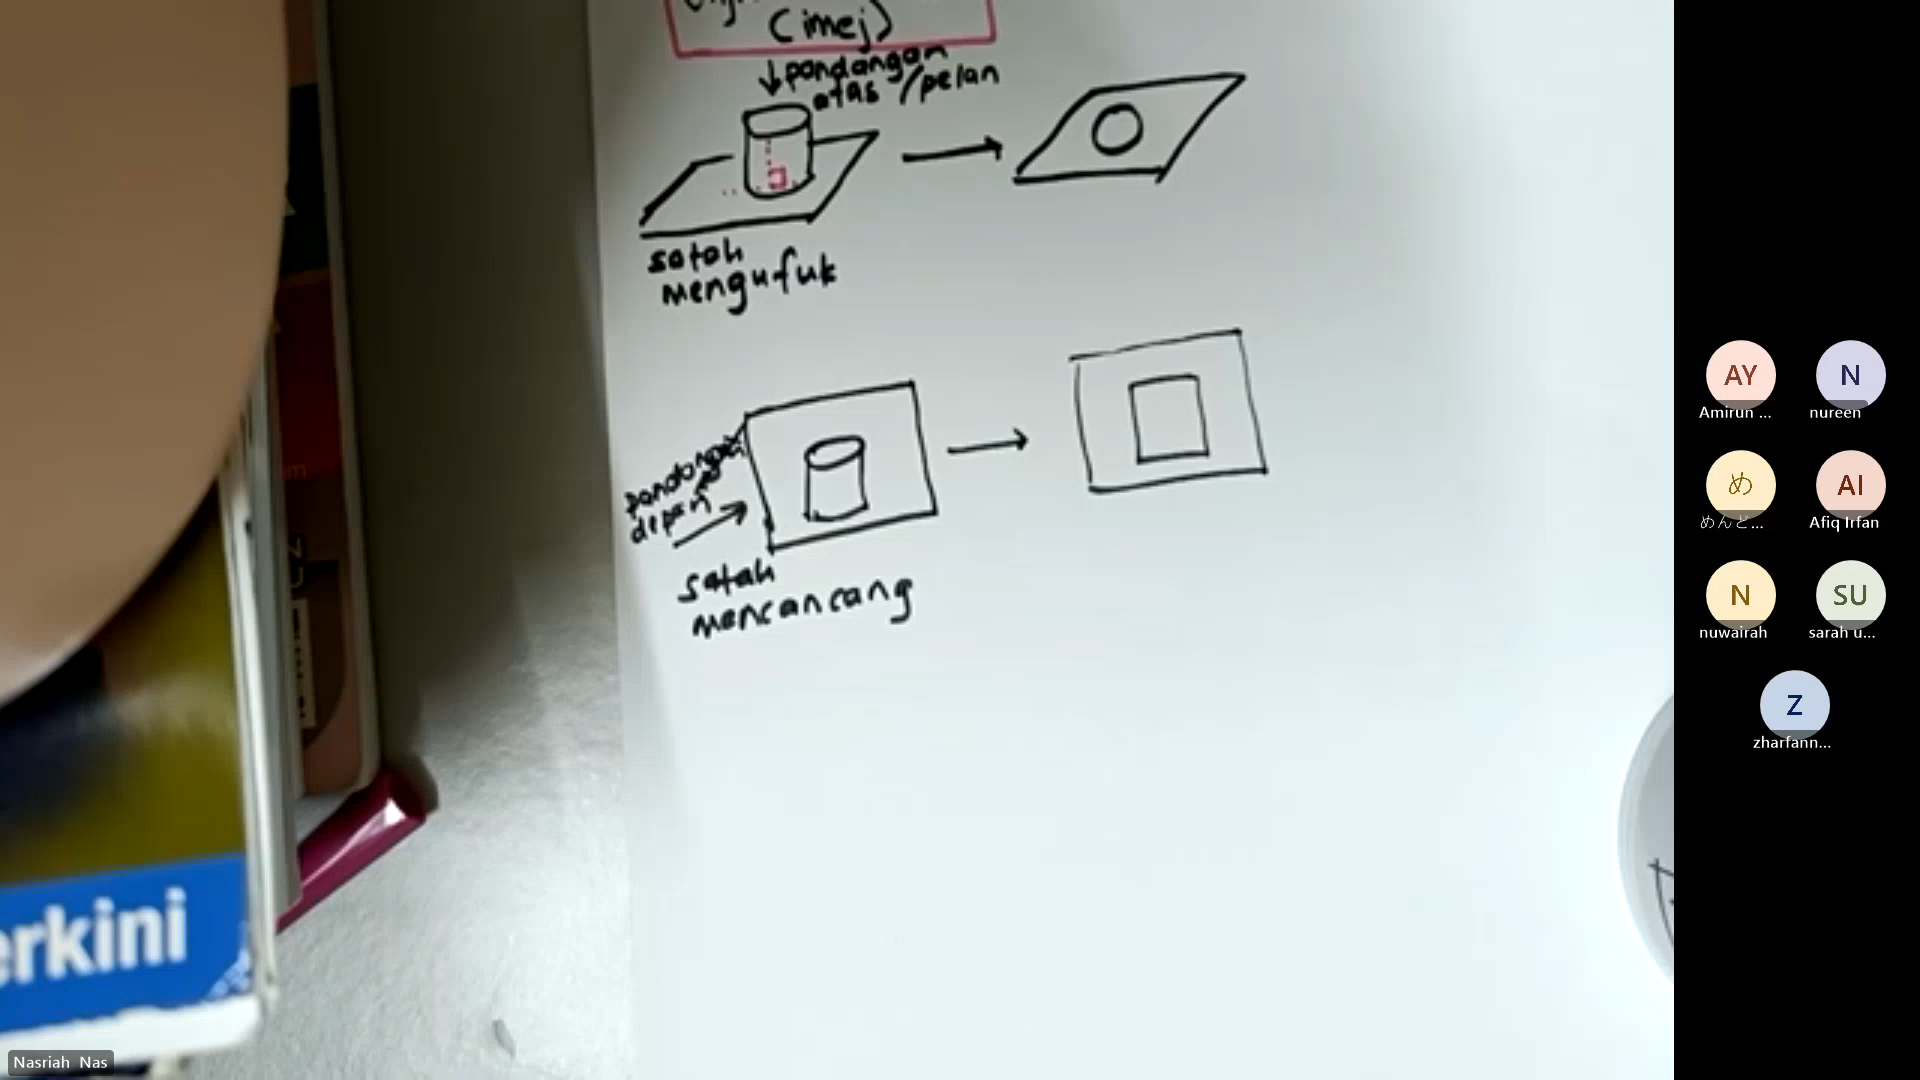 (imej)
pandangan
atas / pelan
satah
mengufuk
pandangan
depan
satah
mencancang
erkini
Nasriah Nas
AY
Amirun ...
N
nureen
め
めんど...
AI
Afiq Irfan
N
nuwairah
SU
sarah u...
Z
zharfann...